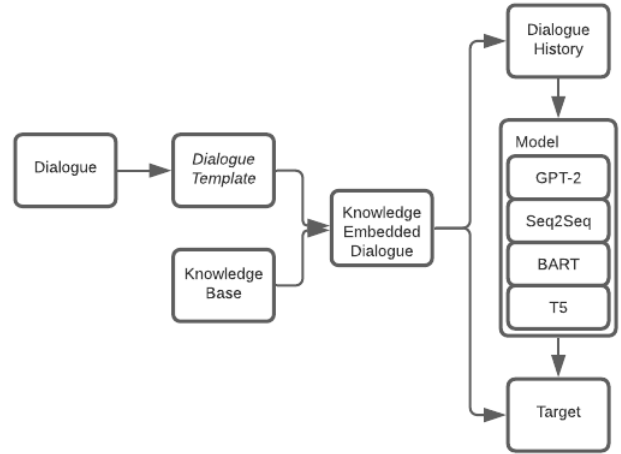 Dialogue
Dialogue
Template
Knowledge
Base
Knowledge
Embedded
Dialogue
Dialogue
History
Model
GPT-2
Seq2Seq
BART
T5
Target